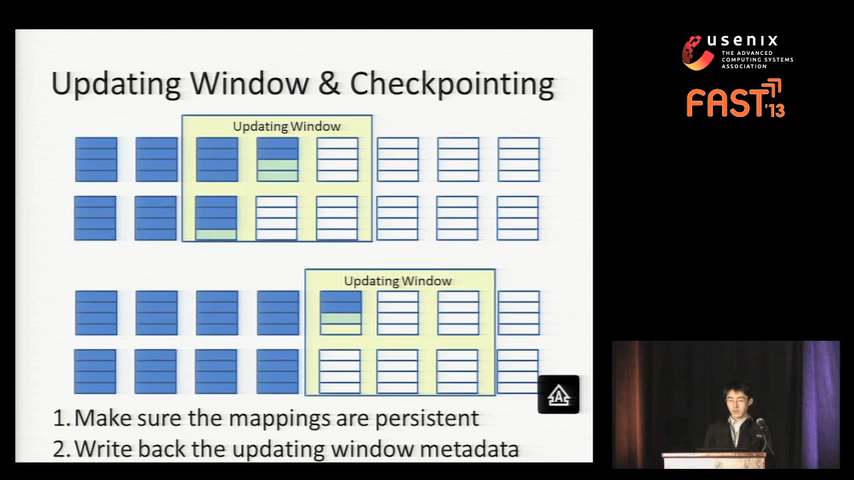 Updating Window & Checkpointing
Updating Window
Updating Window
A
1. Make sure the mappings are persistent
2. Write back the updating window metadata
usenix
THE ADVANCED
COMPUTING SYSTEMS
ASSOCIATION
FAST'13